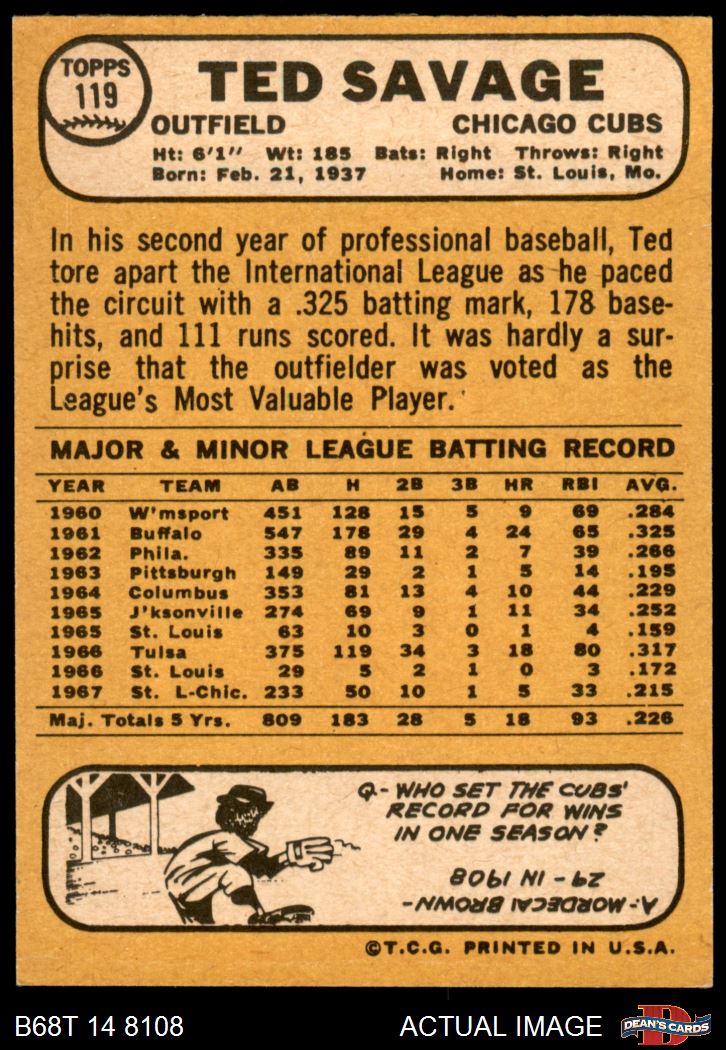 TOPPS
119
TED SAVAGE
OUTFIELD CHICAGO CUBS
Ht: 6'1" Wt: 185 Bats: Right Throws: Right
Born: Feb. 21, 1937 Home: St. Louis, Mo.
In his second year of professional baseball, Ted
tore apart the International League as he paced
the circuit with a .325 batting mark, 178 base-
hits, and 111 runs scored. It was hardly a sur-
prise that the outfielder was voted as the
League's Most Valuable Player.
MAJOR & MINOR LEAGUE BATTING RECORD
YEAR TEAM AB H 2B 3B HR RBI AVG.
1960 W'msport 451 128 15 5 9 69 .284
1961 Buffalo 547 178 29 4 24 65 .325
1962 Phila. 335 89 11 2 7 39 .266
1963 Pittsburgh 149 29 2 1 5 14 .195
1964 Columbus 353 81 13 4 10 44 .229
1965 J'ksonville 274 69 9 1 11 34 .252
1965 St. Louis 63 10 3 0 1 4 .159
1966 Tulsa 375 119 34 3 18 80 .317
1966 St. Louis 29 5 2 1 0 3 .172
1967 St. L-Chic. 233 50 10 1 5 33 .215
Maj. Totals 5 Yrs. 809 183 28 5 18 93 .226
Q- WHO SET THE CUBS'
RECORD FOR WINS
IN ONE SEASON?
A- MORDECAI BROWN-
29 - IN 1908
©T.C.G. PRINTED IN U.S.A.
B68T 14 8108 ACTUAL IMAGE
D
DEAN'S CARDS